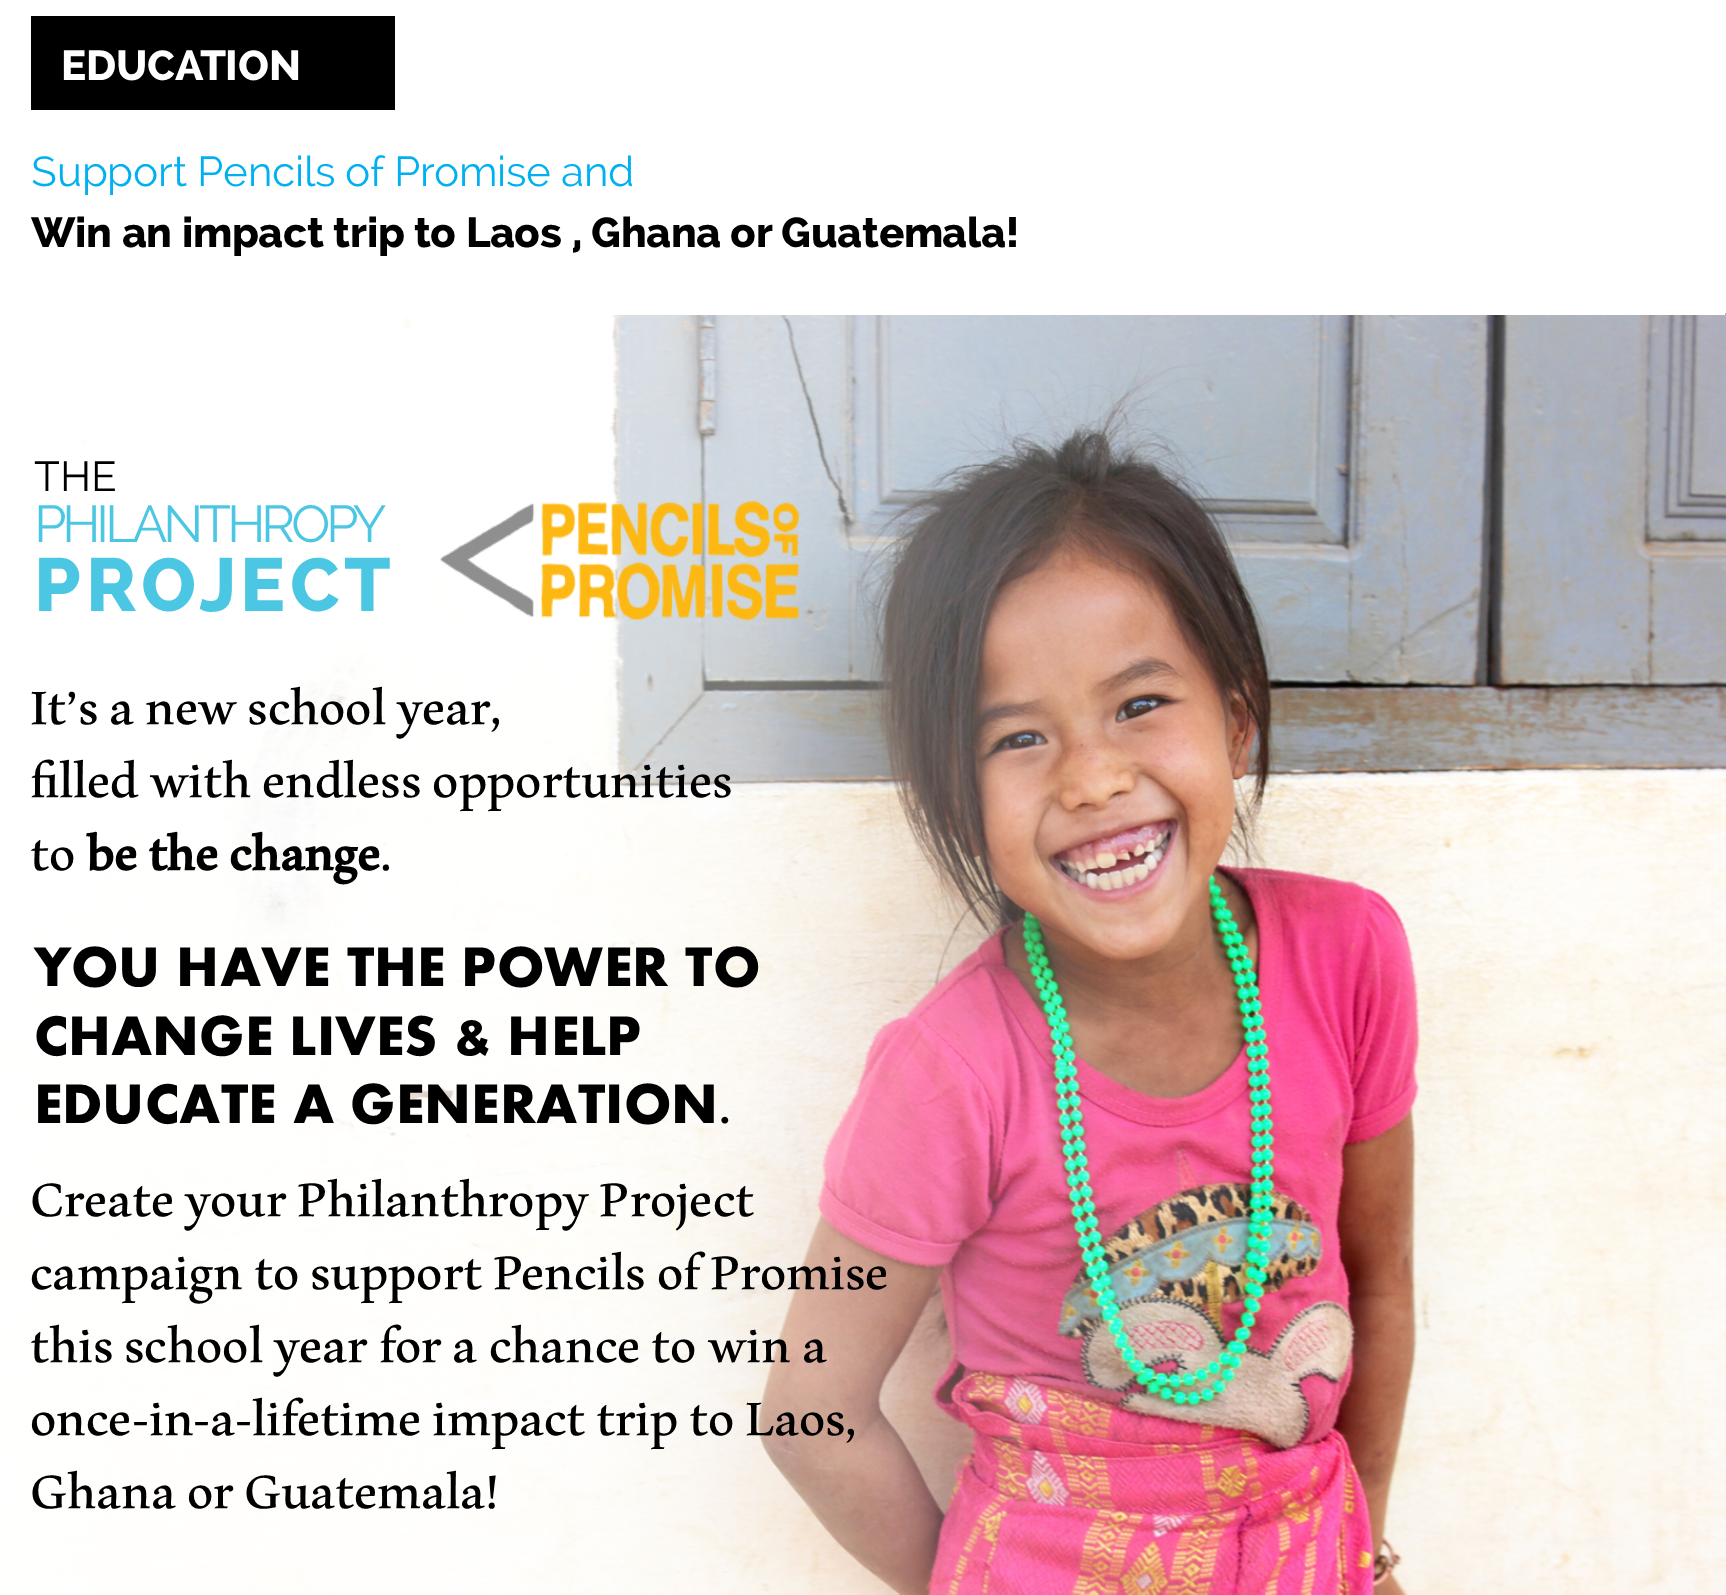 EDUCATION
Support Pencils of Promise and
Win an impact trip to Laos , Ghana or Guatemala!
THE
PHILANTHROPY
PROJECT
PENCILS OF
PROMISE
It’s a new school year,
filled with endless opportunities
to be the change.
YOU HAVE THE POWER TO
CHANGE LIVES & HELP
EDUCATE A GENERATION.
Create your Philanthropy Project
campaign to support Pencils of Promise
this school year for a chance to win a
once-in-a-lifetime impact trip to Laos,
Ghana or Guatemala!